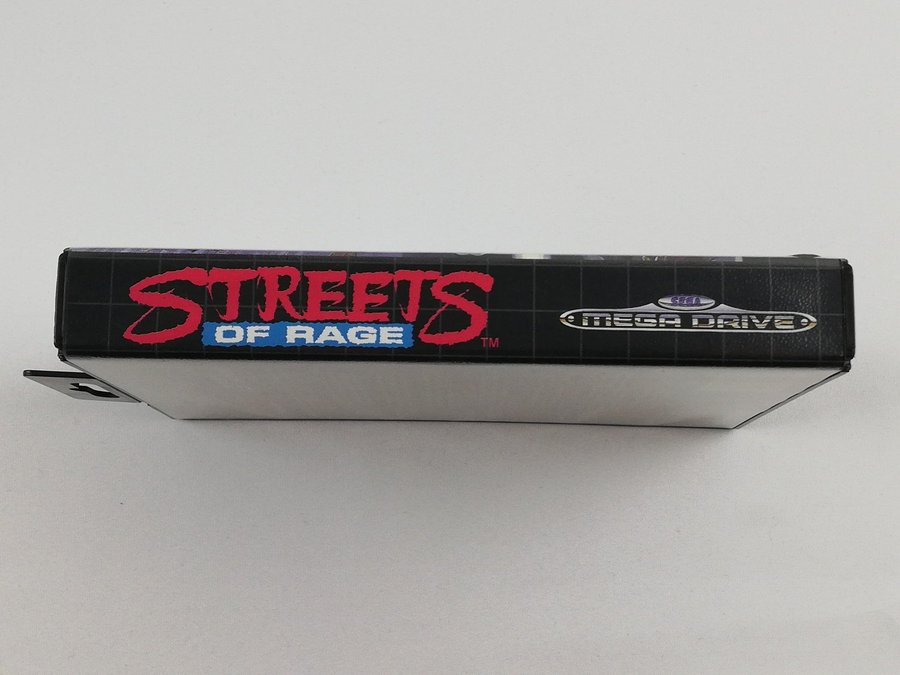 STREETS
OF RAGE
TM
SEGA
MEGA DRIVE